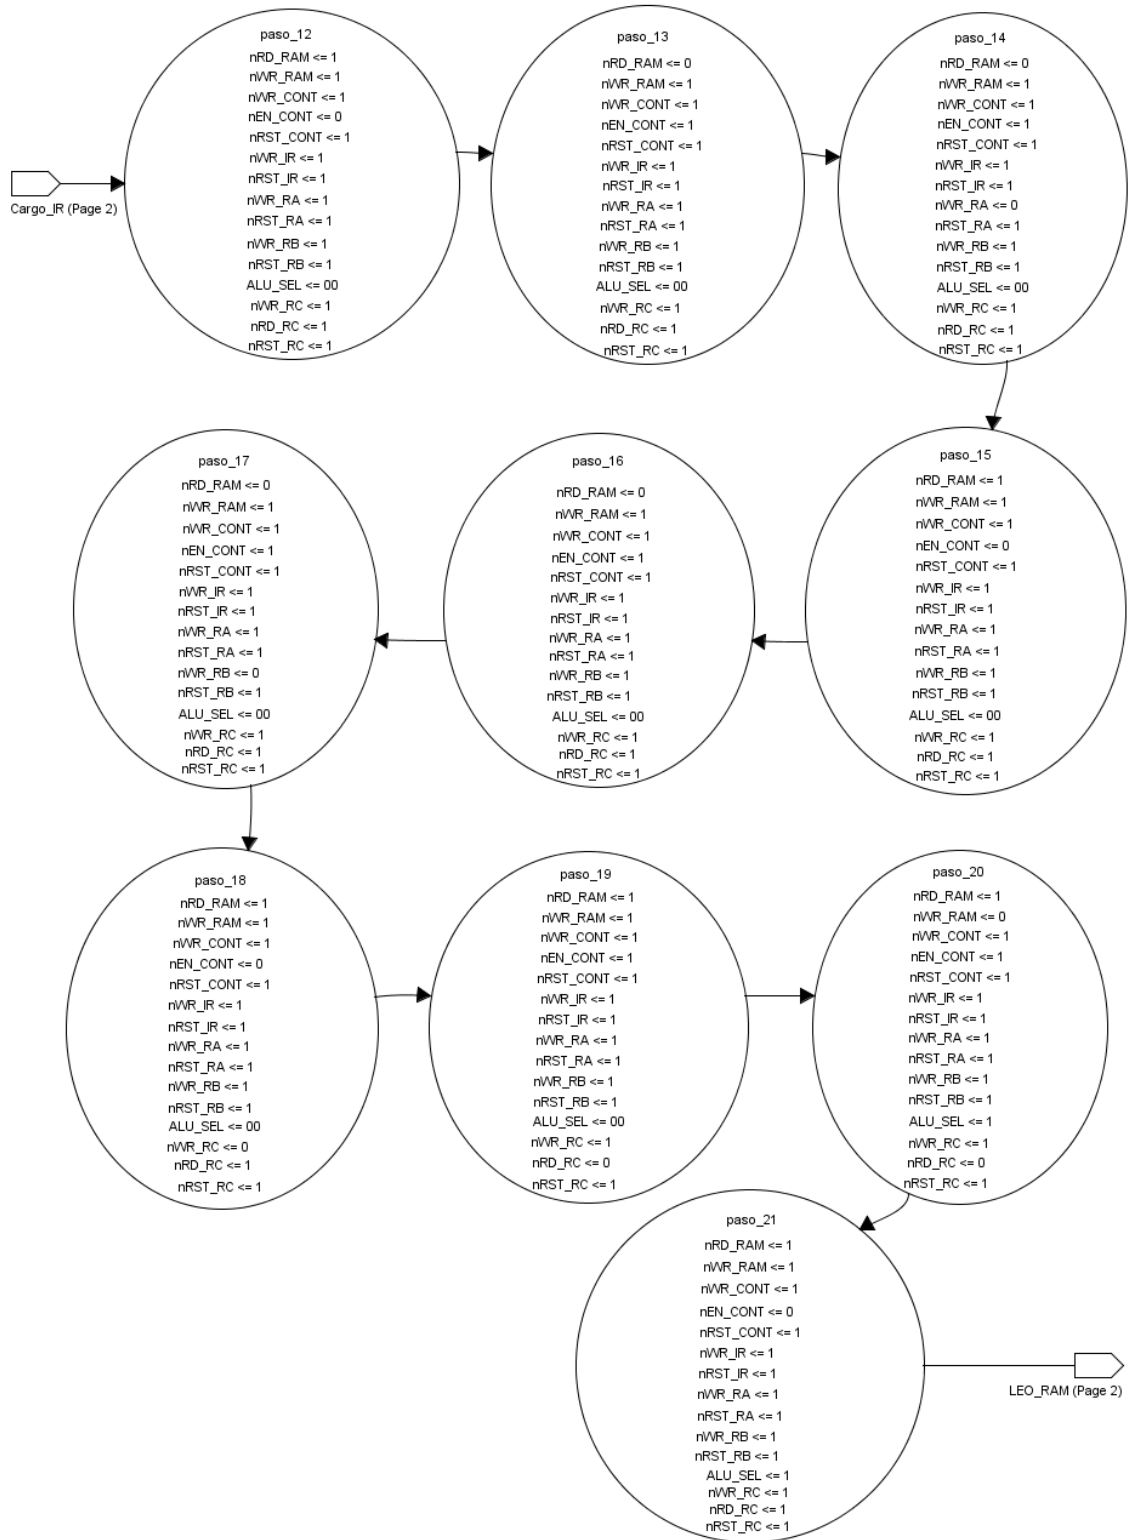 Cargo_IR (Page 2)
paso_12
nRD_RAM <= 1
nWR_RAM <= 1
nWR_CONT <= 1
nEN_CONT <= 0
nRST_CONT <= 1
nWR_IR <= 1
nRST_IR <= 1
nWR_RA <= 1
nRST_RA <= 1
nWR_RB <= 1
nRST_RB <= 1
ALU_SEL <= 00
nWR_RC <= 1
nRD_RC <= 1
nRST_RC <= 1
paso_13
nRD_RAM <= 0
nWR_RAM <= 1
nWR_CONT <= 1
nEN_CONT <= 1
nRST_CONT <= 1
nWR_IR <= 1
nRST_IR <= 1
nWR_RA <= 1
nRST_RA <= 1
nWR_RB <= 1
nRST_RB <= 1
ALU_SEL <= 00
nWR_RC <= 1
nRD_RC <= 1
nRST_RC <= 1
paso_14
nRD_RAM <= 0
nWR_RAM <= 1
nWR_CONT <= 1
nEN_CONT <= 1
nRST_CONT <= 1
nWR_IR <= 1
nRST_IR <= 1
nWR_RA <= 0
nRST_RA <= 1
nWR_RB <= 1
nRST_RB <= 1
ALU_SEL <= 00
nWR_RC <= 1
nRD_RC <= 1
nRST_RC <= 1
paso_15
nRD_RAM <= 1
nWR_RAM <= 1
nWR_CONT <= 1
nEN_CONT <= 0
nRST_CONT <= 1
nWR_IR <= 1
nRST_IR <= 1
nWR_RA <= 1
nRST_RA <= 1
nWR_RB <= 1
nRST_RB <= 1
ALU_SEL <= 00
nWR_RC <= 1
nRD_RC <= 1
nRST_RC <= 1
paso_16
nRD_RAM <= 0
nWR_RAM <= 1
nWR_CONT <= 1
nEN_CONT <= 1
nRST_CONT <= 1
nWR_IR <= 1
nRST_IR <= 1
nWR_RA <= 1
nRST_RA <= 1
nWR_RB <= 1
nRST_RB <= 1
ALU_SEL <= 00
nWR_RC <= 1
nRD_RC <= 1
nRST_RC <= 1
paso_17
nRD_RAM <= 0
nWR_RAM <= 1
nWR_CONT <= 1
nEN_CONT <= 1
nRST_CONT <= 1
nWR_IR <= 1
nRST_IR <= 1
nWR_RA <= 1
nRST_RA <= 1
nWR_RB <= 0
nRST_RB <= 1
ALU_SEL <= 00
nWR_RC <= 1
nRD_RC <= 1
nRST_RC <= 1
paso_18
nRD_RAM <= 1
nWR_RAM <= 1
nWR_CONT <= 1
nEN_CONT <= 0
nRST_CONT <= 1
nWR_IR <= 1
nRST_IR <= 1
nWR_RA <= 1
nRST_RA <= 1
nWR_RB <= 1
nRST_RB <= 1
ALU_SEL <= 00
nWR_RC <= 0
nRD_RC <= 1
nRST_RC <= 1
paso_19
nRD_RAM <= 1
nWR_RAM <= 1
nWR_CONT <= 1
nEN_CONT <= 1
nRST_CONT <= 1
nWR_IR <= 1
nRST_IR <= 1
nWR_RA <= 1
nRST_RA <= 1
nWR_RB <= 1
nRST_RB <= 1
ALU_SEL <= 00
nWR_RC <= 1
nRD_RC <= 0
nRST_RC <= 1
paso_20
nRD_RAM <= 1
nWR_RAM <= 0
nWR_CONT <= 1
nEN_CONT <= 1
nRST_CONT <= 1
nWR_IR <= 1
nRST_IR <= 1
nWR_RA <= 1
nRST_RA <= 1
nWR_RB <= 1
nRST_RB <= 1
ALU_SEL <= 1
nWR_RC <= 1
nRD_RC <= 0
nRST_RC <= 1
paso_21
nRD_RAM <= 1
nWR_RAM <= 1
nWR_CONT <= 1
nEN_CONT <= 0
nRST_CONT <= 1
nWR_IR <= 1
nRST_IR <= 1
nWR_RA <= 1
nRST_RA <= 1
nWR_RB <= 1
nRST_RB <= 1
ALU_SEL <= 1
nWR_RC <= 1
nRD_RC <= 1
nRST_RC <= 1
LEO_RAM (Page 2)